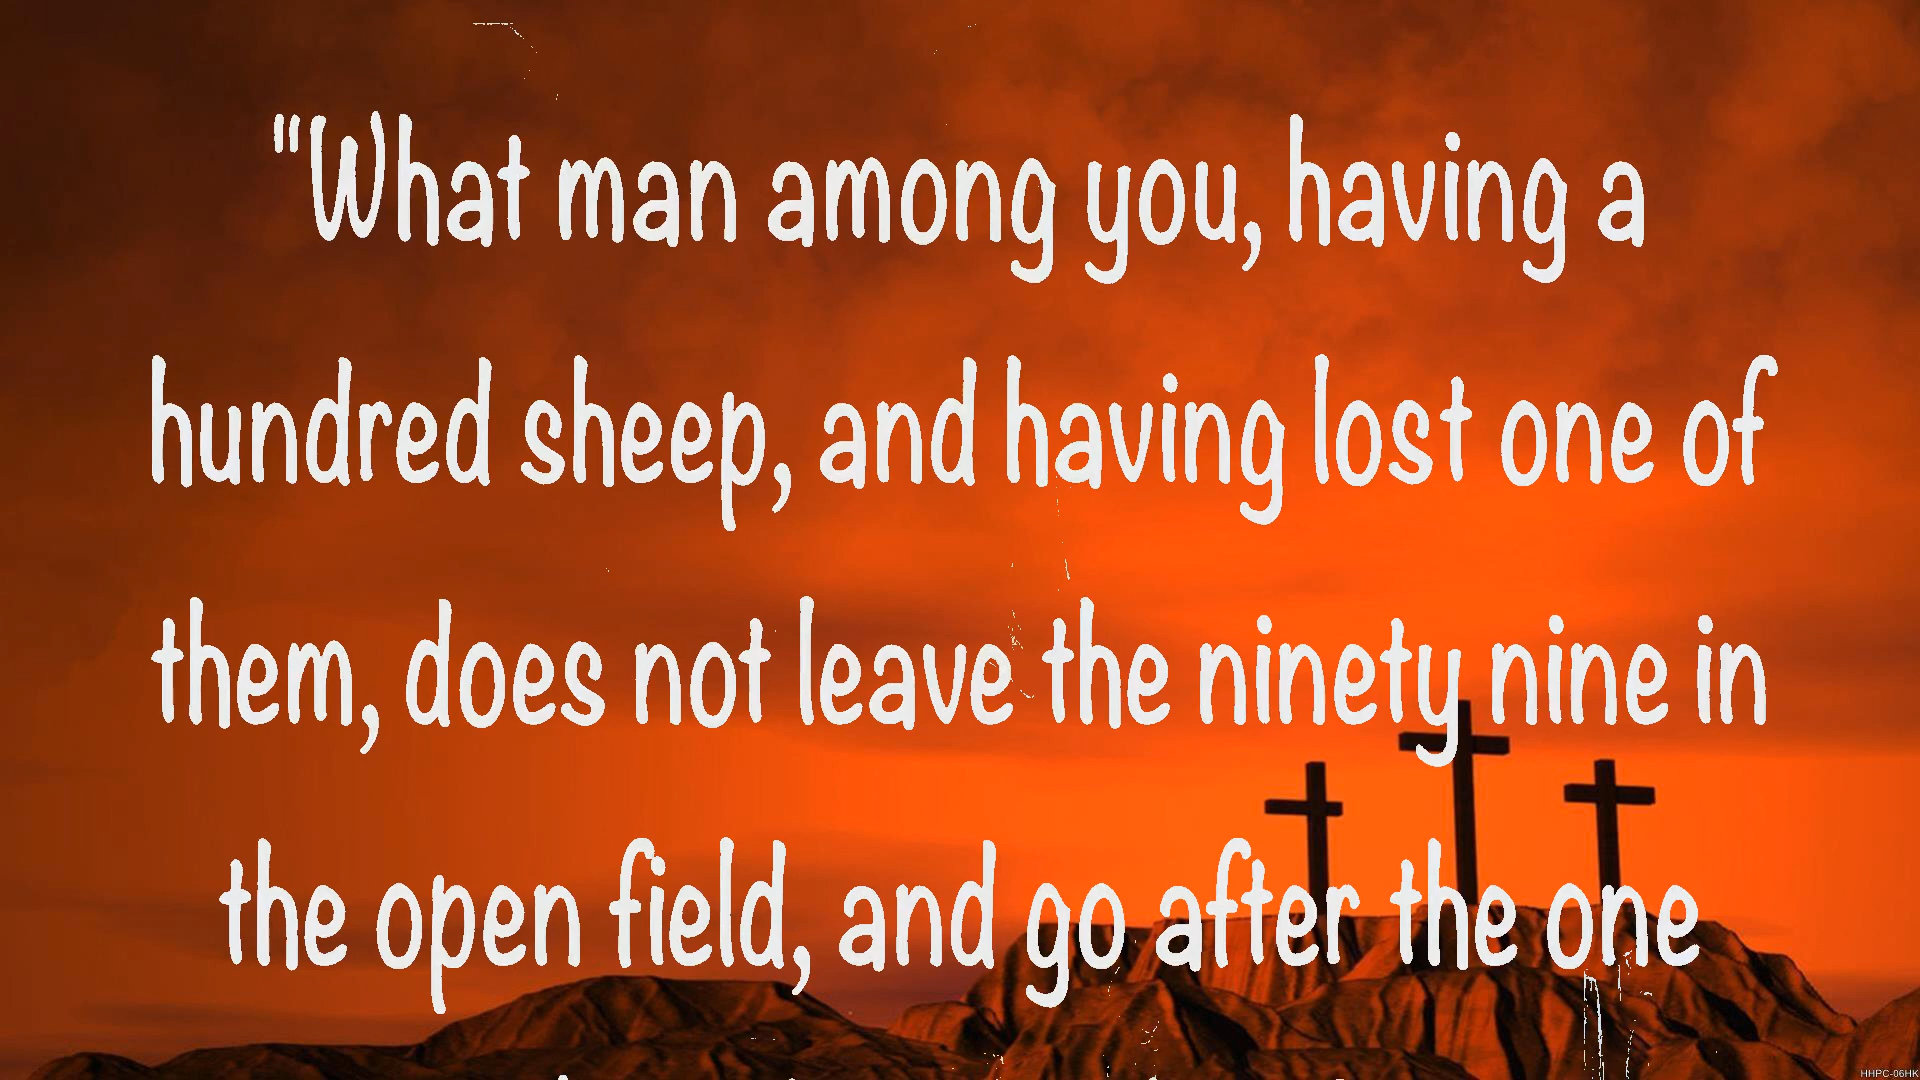 "What man among you, having a
hundred sheep, and having lost one of
them, does not leave the ninety nine in
the open field, and go after the one
HHPC-06HK